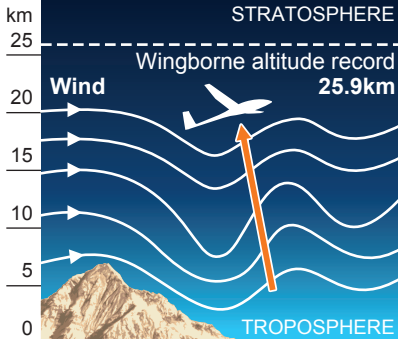 km
STRATOSPHERE
25
Wingborne altitude record
Wind
25.9km
20
15
10
5
0
TROPOSPHERE